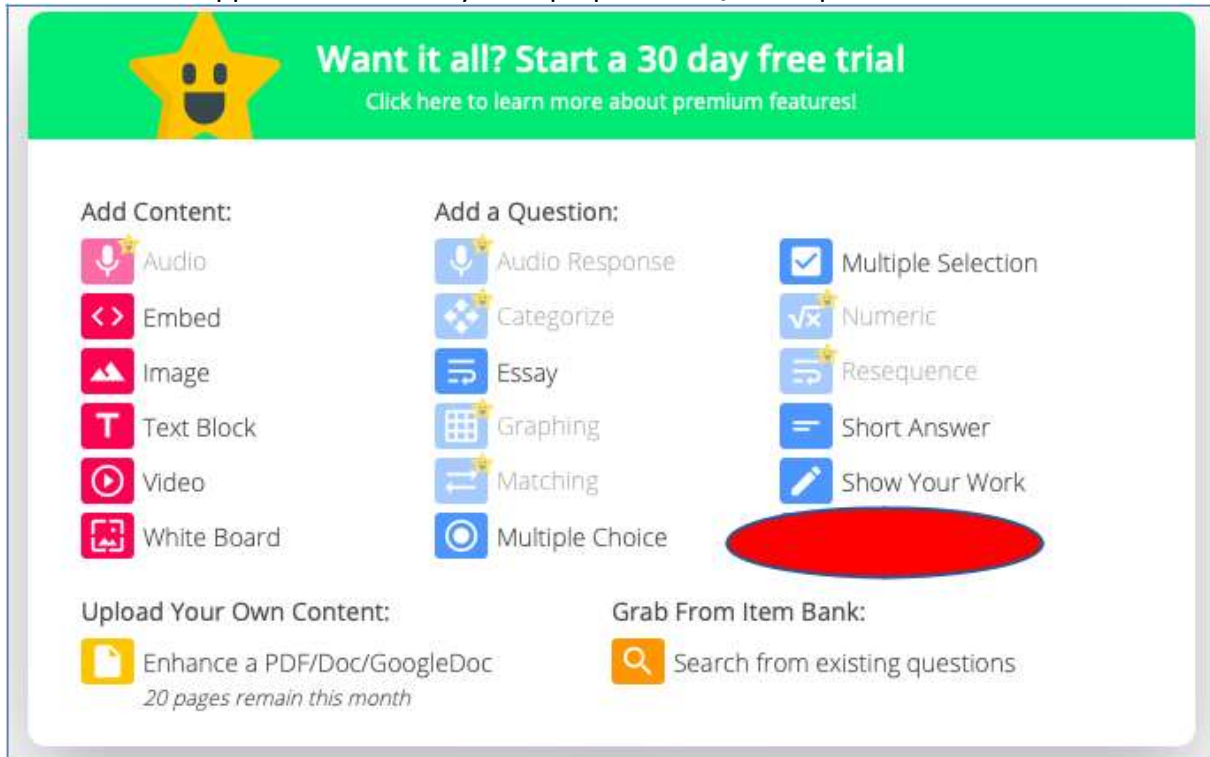 Want it all? Start a 30 day free trial
Click here to learn more about premium features!
Add Content:
Audio
Embed
Image
Text Block
Video
White Board
Add a Question:
Audio Response
Categorize
Essay
Graphing
Matching
Multiple Choice
Multiple Selection
Numeric
Resequence
Short Answer
Show Your Work
Upload Your Own Content:
Enhance a PDF/Doc/GoogleDoc
20 pages remain this month
Grab From Item Bank:
Search from existing questions